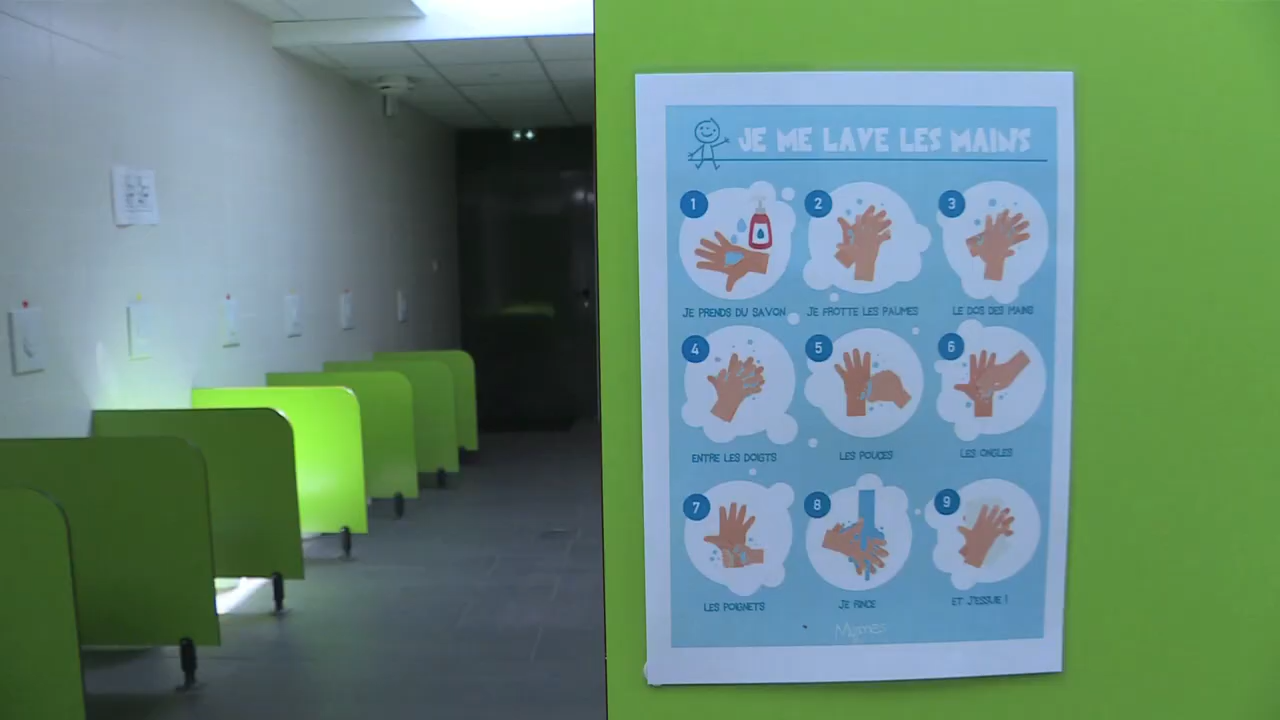 JE ME LAVE LES MAINS
1 2 3
JE PRENDS DU SAVON JE FROTTE LES PAUMES LE DOS DES MAINS
4 5 6
ENTRE LES DOIGTS LES POUCES LES ONGLES
7 8 9
LES POIGNETS JE RINCE ET J'ESSUIE !
Momes